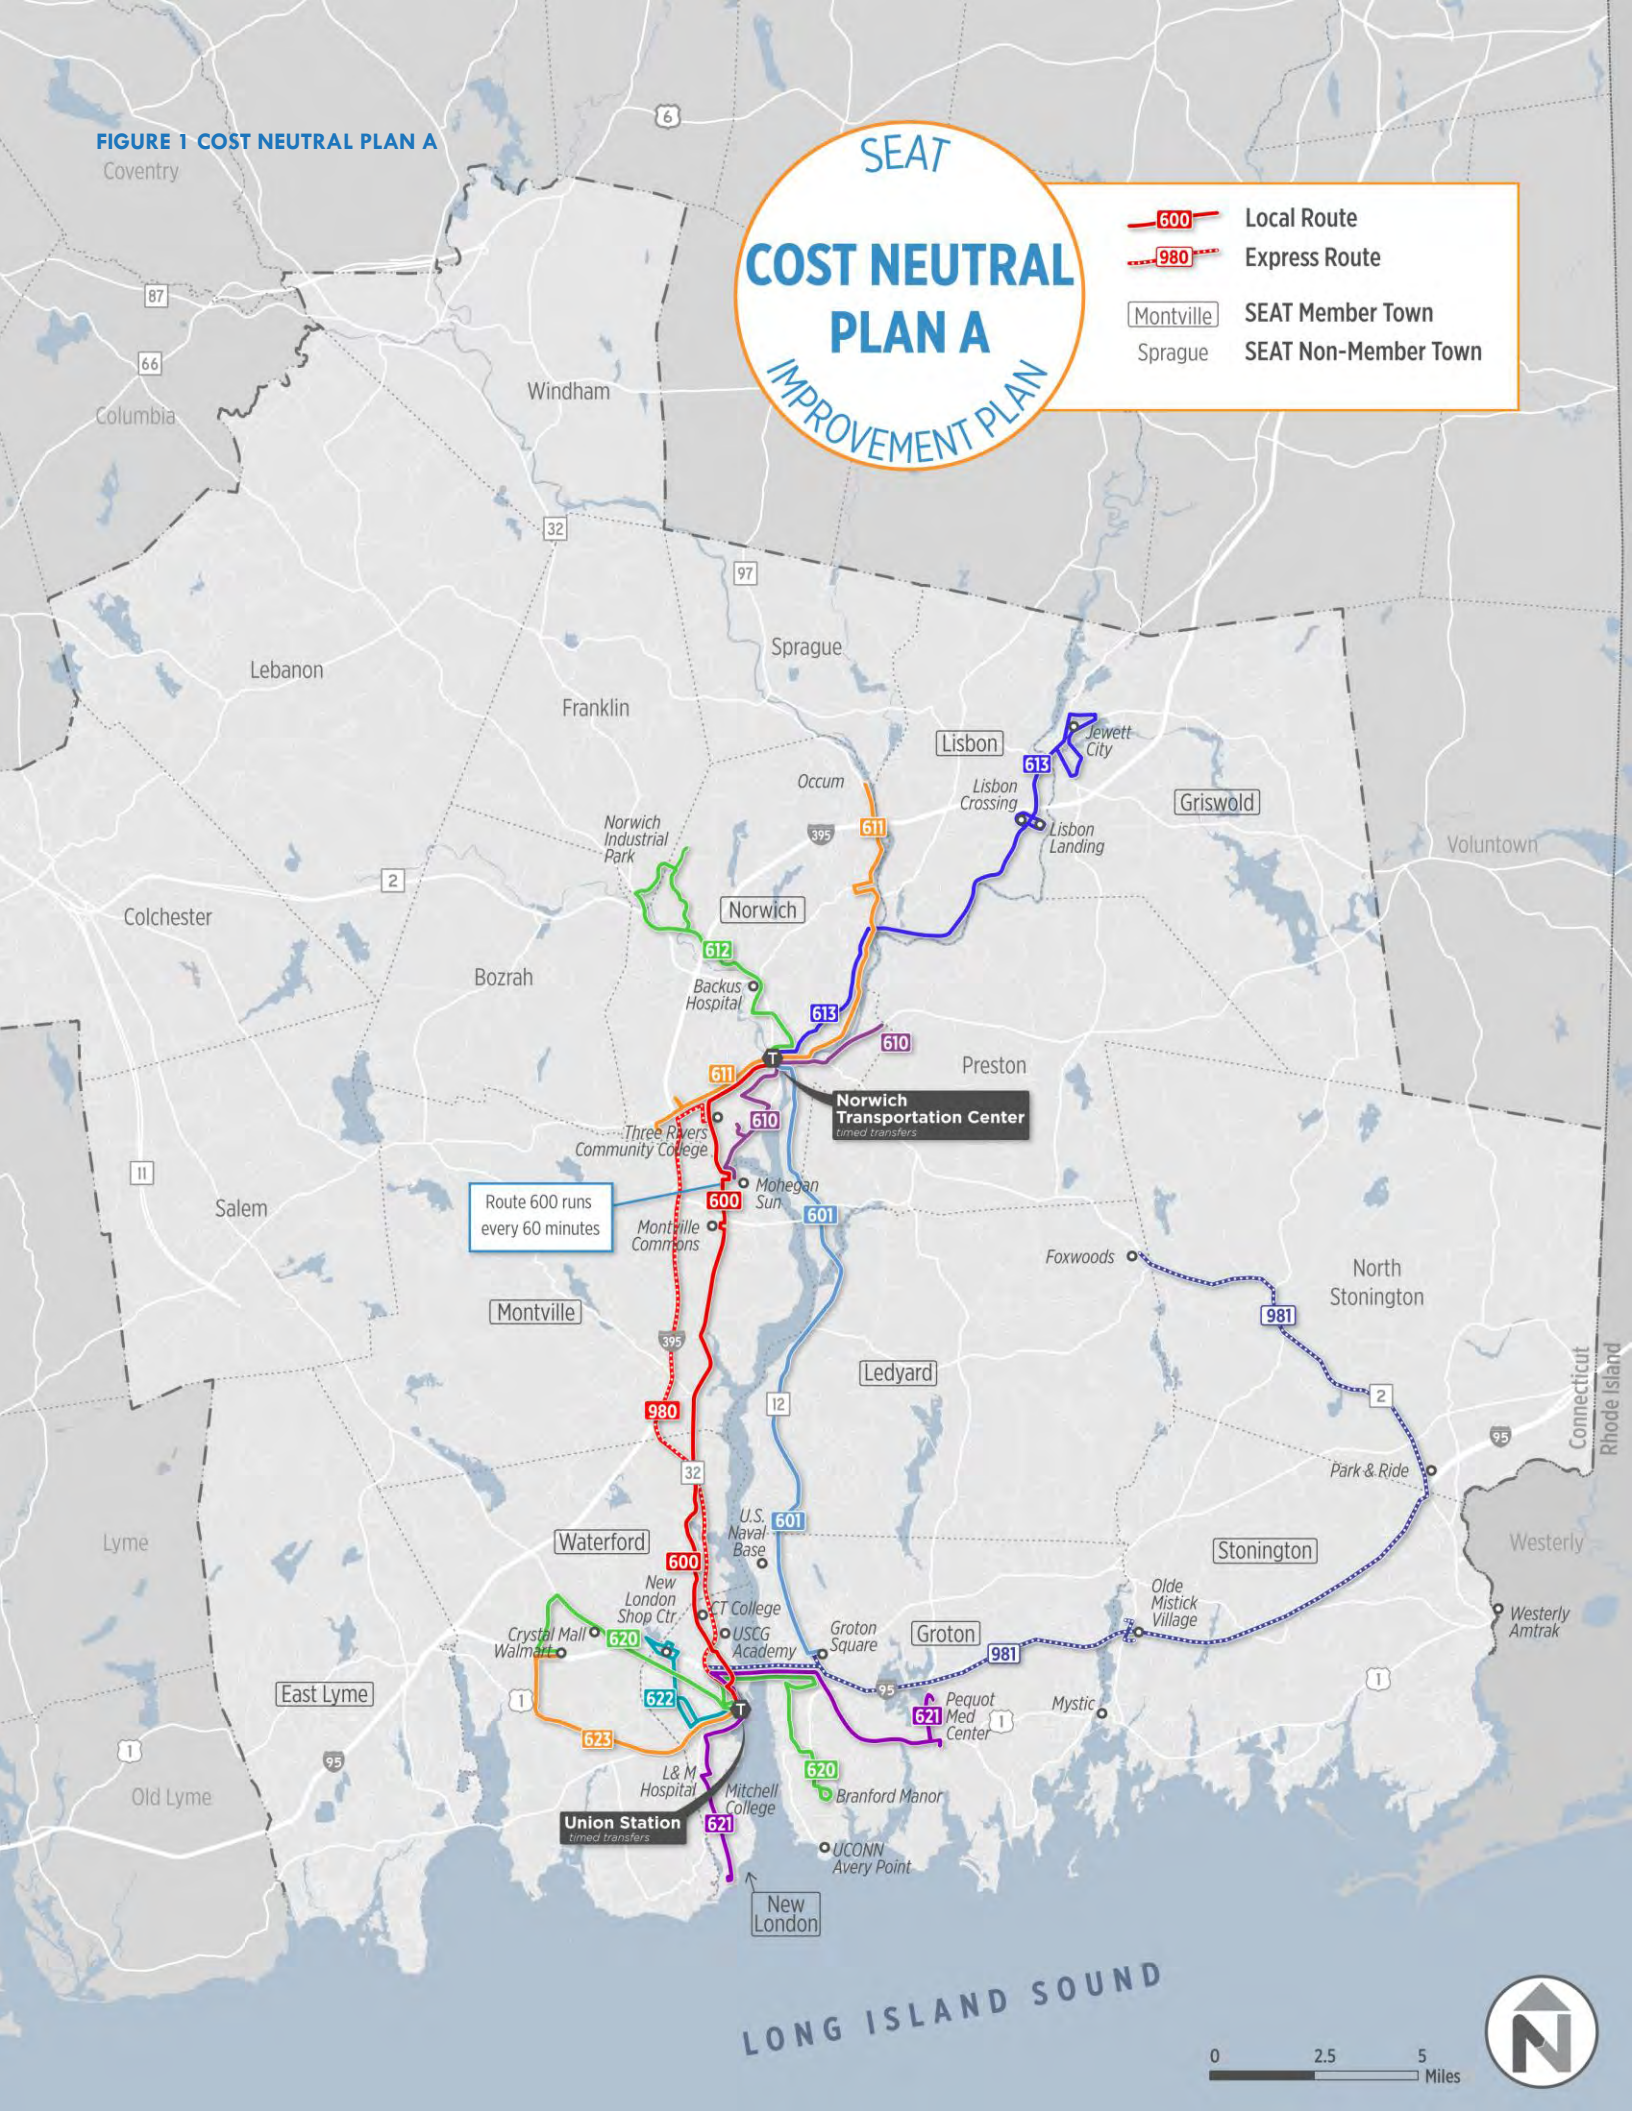 FIGURE 1 COST NEUTRAL PLAN A
SEAT
COST NEUTRAL
PLAN A
IMPROVEMENT PLAN
600
Local Route
980
Express Route
Montville
SEAT Member Town
Sprague
SEAT Non-Member Town
6
Coventry
87
66
Columbia
Windham
32
97
Sprague
Lebanon
Franklin
Lisbon
Jewett
City
613
Occum
Lisbon
Crossing
Griswold
Norwich
Industrial
Park
395
611
Lisbon
Landing
Voluntown
2
Norwich
Colchester
612
Bozrah
Backus
Hospital
613
610
T
Preston
611
Norwich
Transportation Center
timed transfers
610
Three Rivers
Community College
11
Mohegan
Sun
Route 600 runs
every 60 minutes
600
Salem
601
Montville
Commons
Foxwoods
North
Stonington
Montville
981
395
Ledyard
Connecticut
Rhode Island
2
12
980
95
32
Park & Ride
U.S.
Naval
Base
601
Lyme
Waterford
Stonington
Westerly
600
New
London
Shop Ctr
Olde
Mistick
Village
CT College
Westerly
Amtrak
Crystal Mall
620
USCG
Academy
Groton
Square
Groton
Walmart
981
East Lyme
1
622
95
1
T
621
Pequot
Med
Center
1
Mystic
623
1
95
L & M
Hospital
620
Old Lyme
Mitchell
College
Branford Manor
Union Station
timed transfers
621
UCONN
Avery Point
New
London
LONG ISLAND SOUND
N
0 2.5 5
Miles